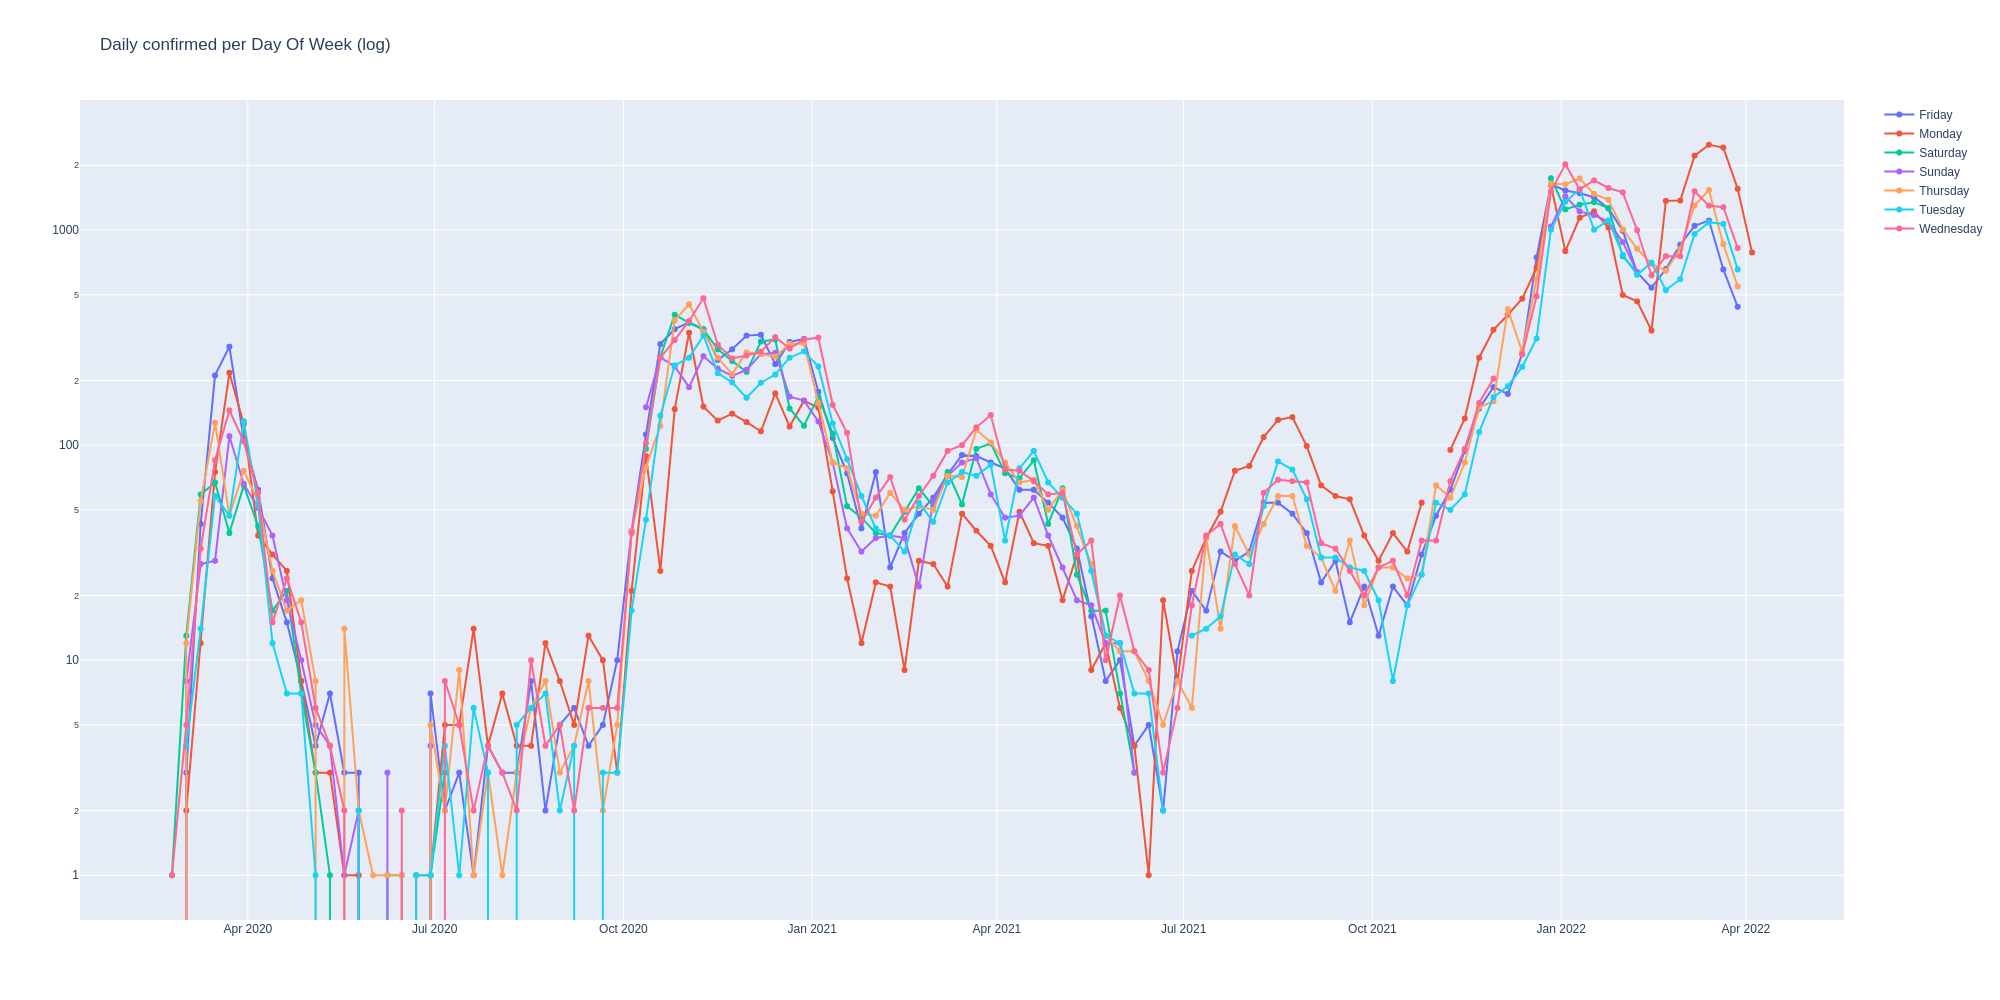 Daily confirmed per Day Of Week (log)
Friday
Monday
Saturday
Sunday
Thursday
Tuesday
Wednesday
2
1000
5
2
100
5
2
10
5
2
1
Apr 2020
Jul 2020
Oct 2020
Jan 2021
Apr 2021
Jul 2021
Oct 2021
Jan 2022
Apr 2022